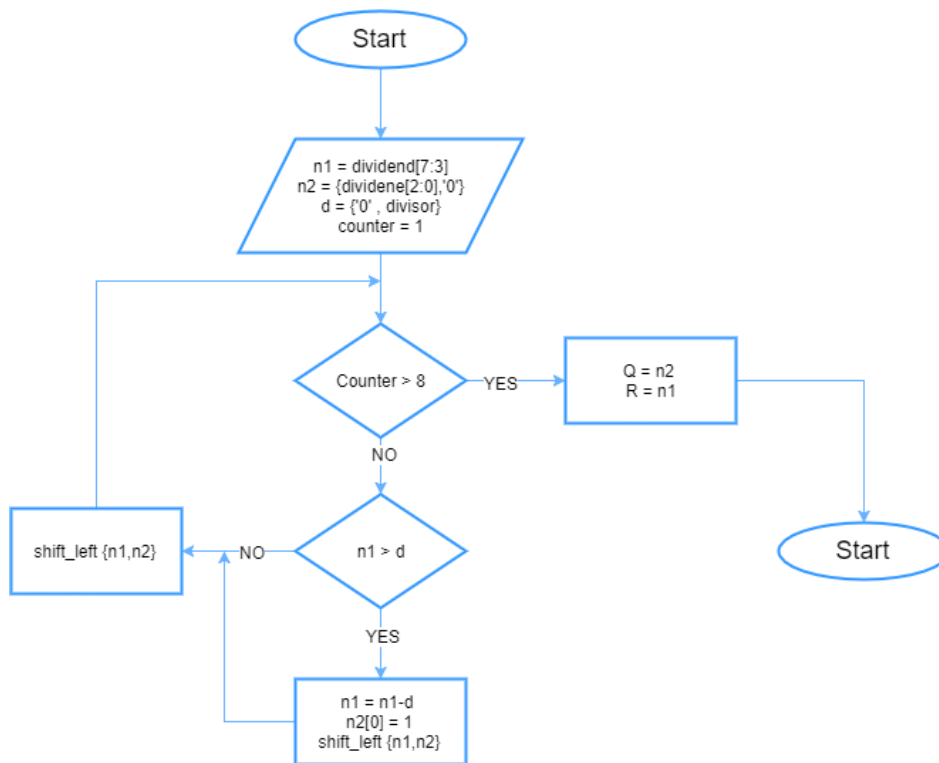 Start
n1 = dividend[7:3]
n2 = {dividene[2:0],'0'}
d = {'0' , divisor}
counter = 1
Counter > 8
YES
Q = n2
R = n1
NO
Start
shift_left {n1,n2}
NO
n1 > d
YES
n1 = n1-d
n2[0] = 1
shift_left {n1,n2}